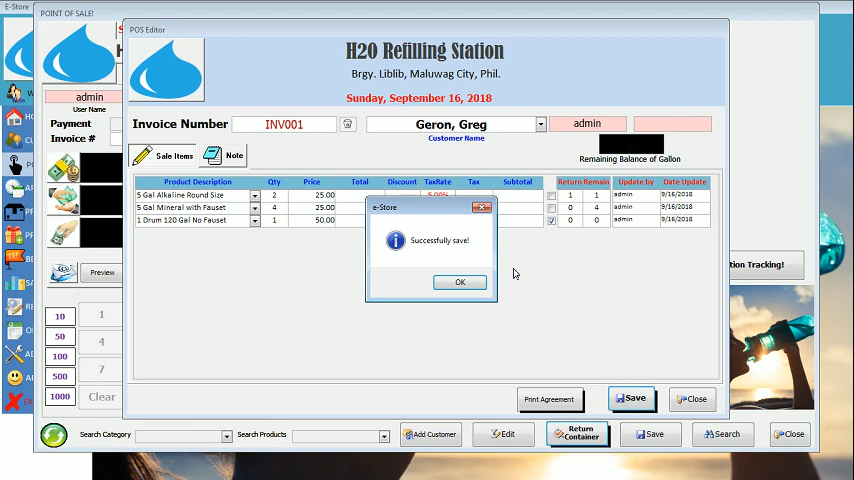 E-Store
POINT OF SALE!
POS Editor
H20 Refilling Station
Brgy. Liblib, Maluwag City, Phil.
Sunday, September 16, 2018
admin
User Name
Payment
Invoice #
Invoice Number
INV001
Geron, Greg
admin
Customer Name
Remaining Balance of Gallon
Sale Items
Note
Product Description Qty Price Total Discount TaxRate Tax Subtotal Return Remain Update by Date Update
5 Gal Alkaline Round Size 2 25.00 5.00% 1 1 admin 9/16/2018
5 Gal Mineral with Fauset 4 25.00 0 4 admin 9/16/2018
1 Drum 120 Gal No Fauset 1 50.00 0 0 admin 9/16/2018
e-Store
Successfully save!
OK
Preview
tion Tracking!
10
50
100
500
1000
1
4
7
Clear
Print Agreement
Save
Close
Search Category
Search Products
Add Customer
Edit
Return
Container
Save
Search
Close